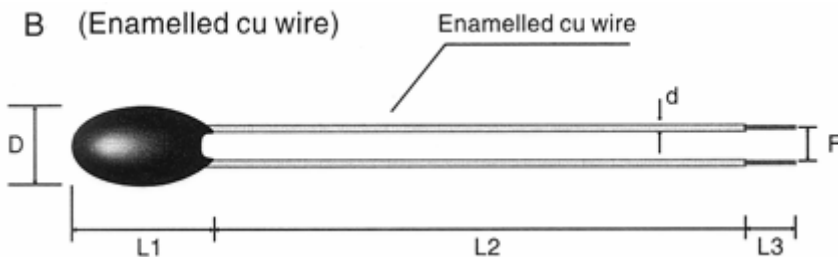 B (Enamelled cu wire)
Enamelled cu wire
d
D
F
L1
L2
L3